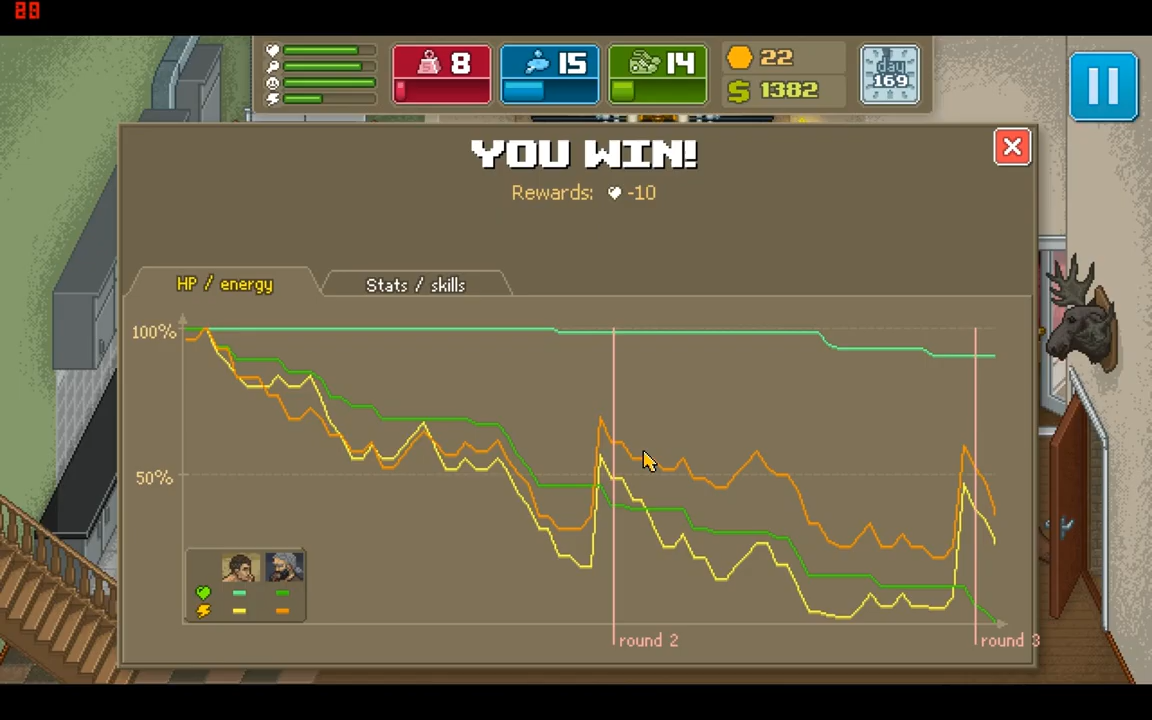 29
8
15
14
22
$ 1382
day
169
YOU WIN!
Rewards: -10
HP / energy
Stats / skills
100%
50%
round 2
round 3